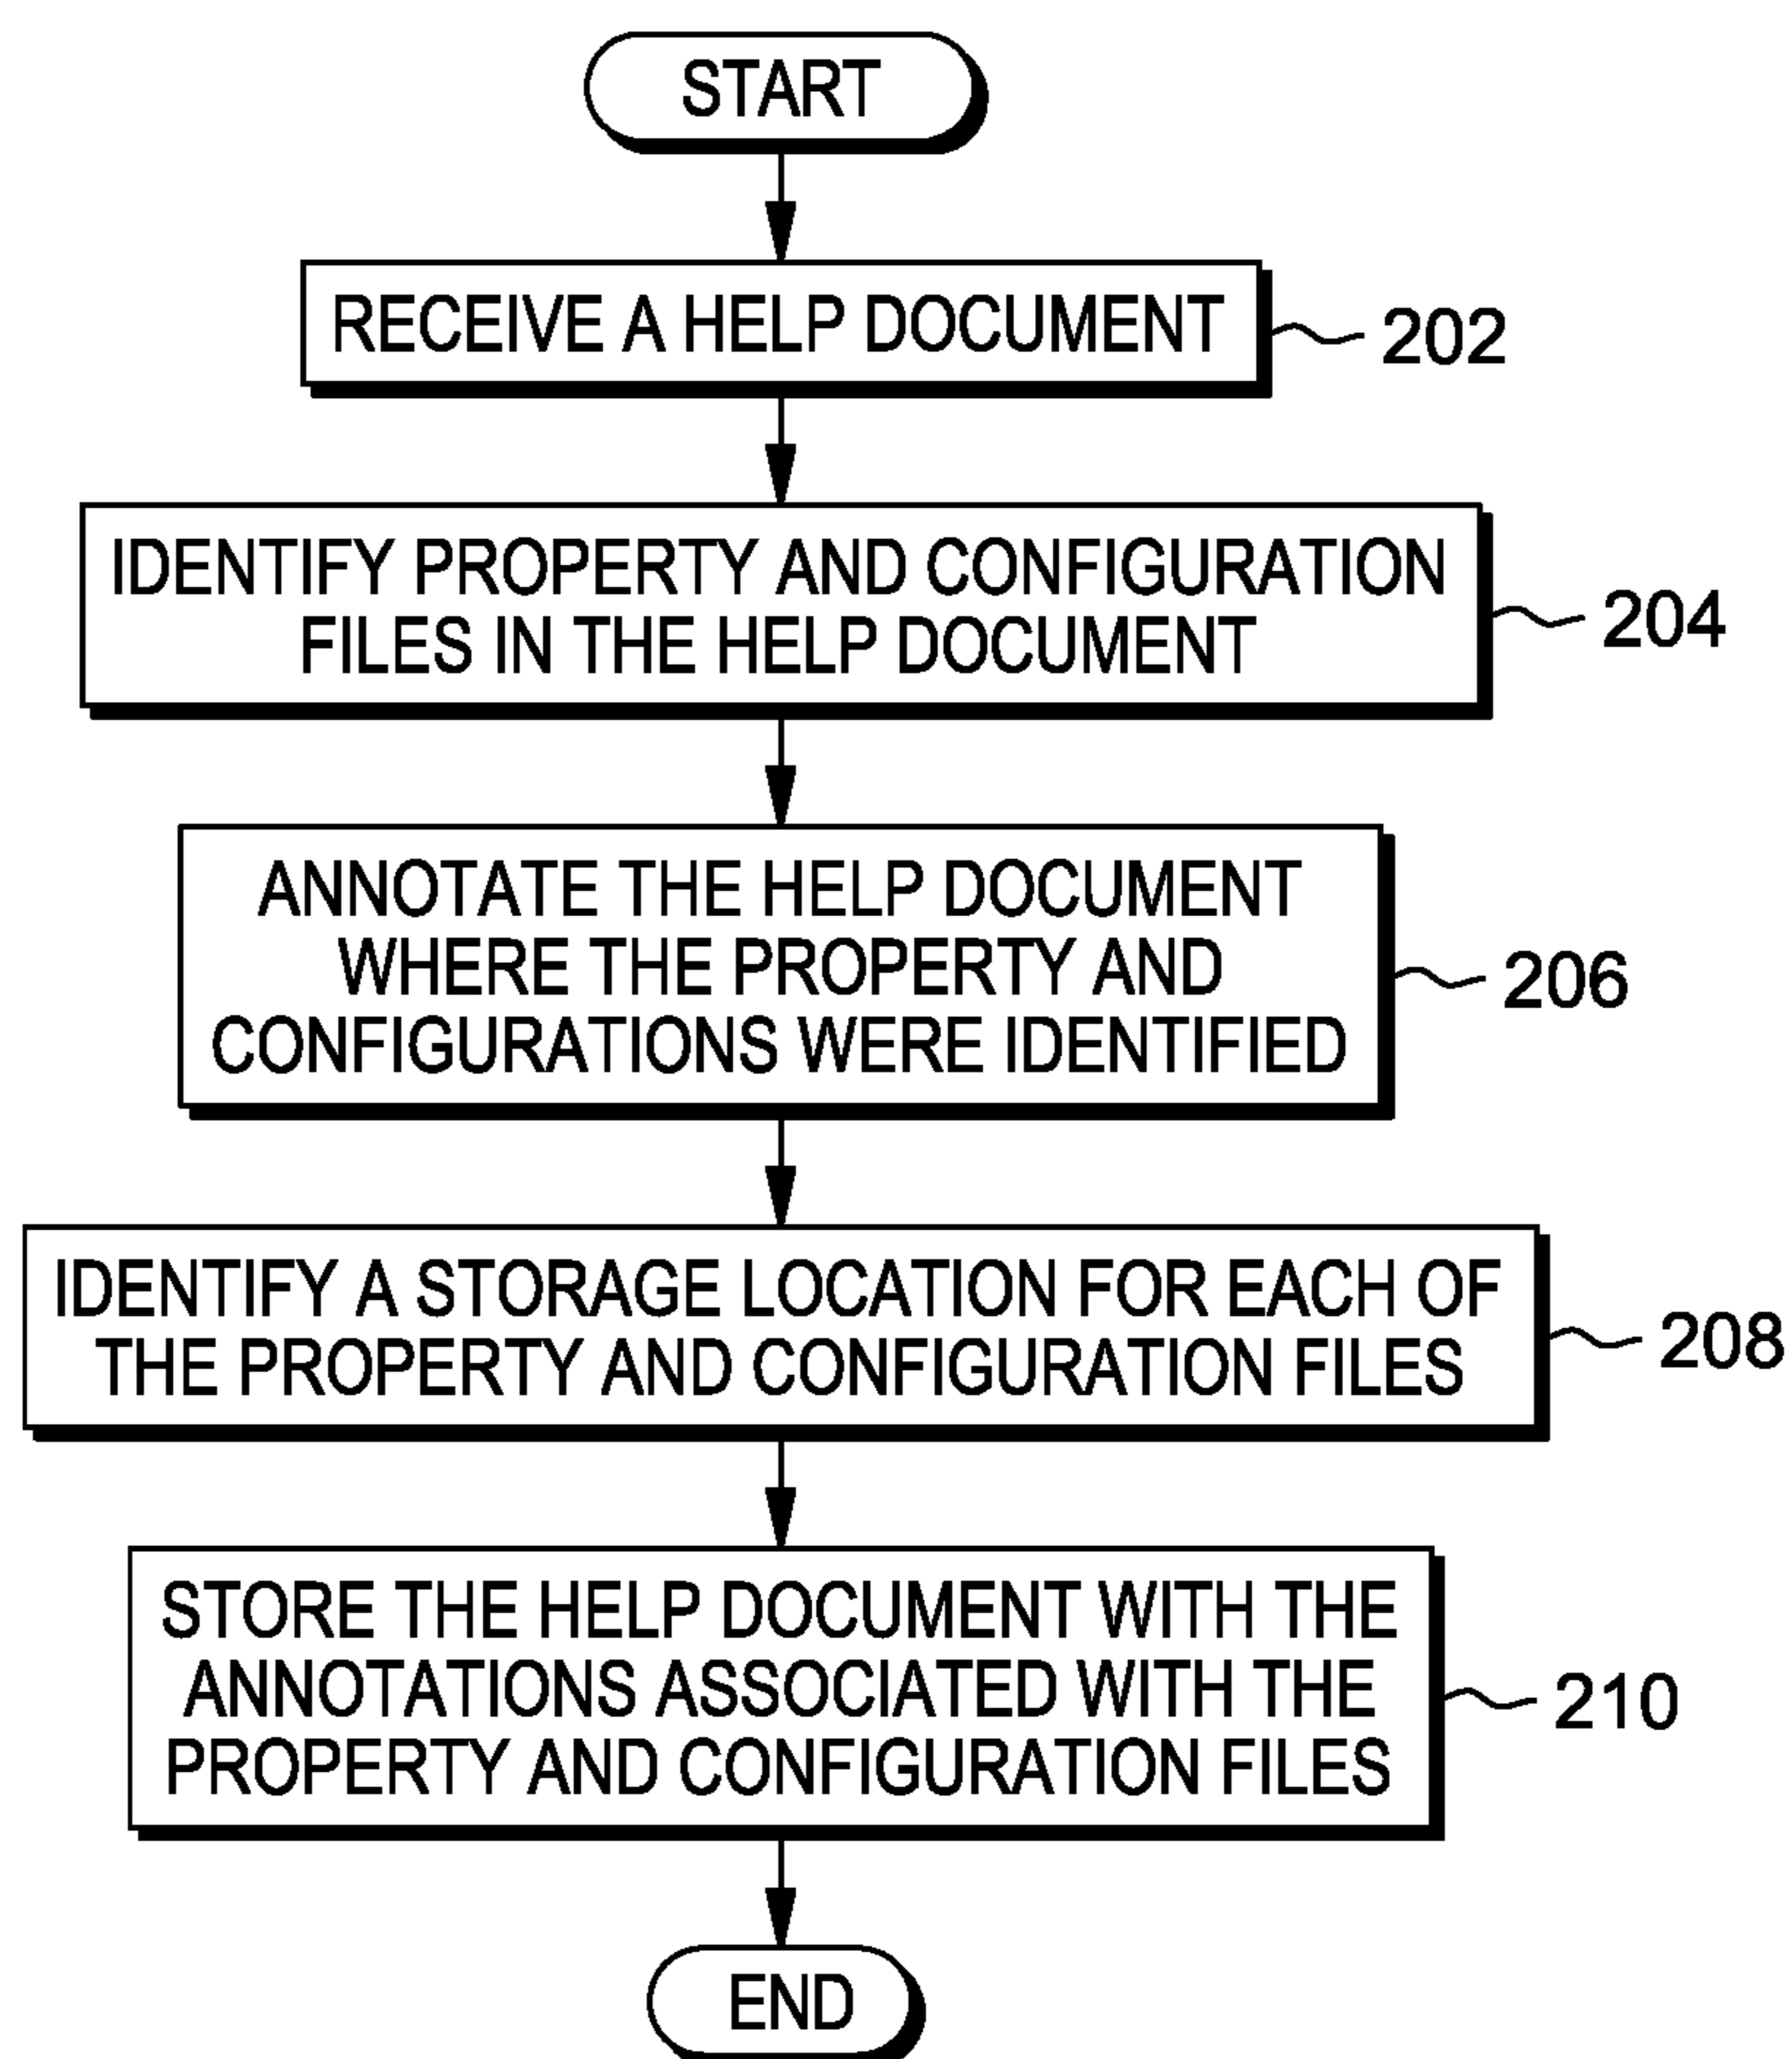 START
RECEIVE A HELP DOCUMENT
202
IDENTIFY PROPERTY AND CONFIGURATION
FILES IN THE HELP DOCUMENT
204
ANNOTATE THE HELP DOCUMENT
WHERE THE PROPERTY AND
CONFIGURATIONS WERE IDENTIFIED
206
IDENTIFY A STORAGE LOCATION FOR EACH OF
THE PROPERTY AND CONFIGURATION FILES
208
STORE THE HELP DOCUMENT WITH THE
ANNOTATIONS ASSOCIATED WITH THE
PROPERTY AND CONFIGURATION FILES
210
END